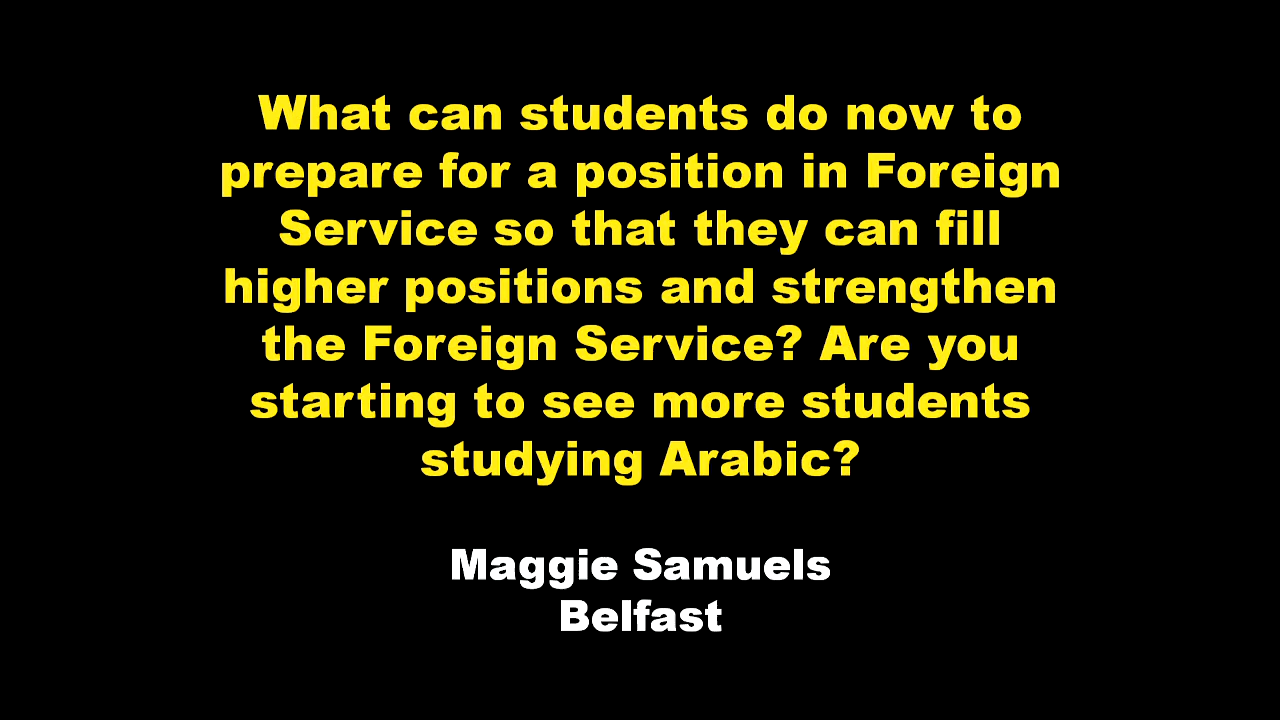 What can students do now to
prepare for a position in Foreign
Service so that they can fill
higher positions and strengthen
the Foreign Service? Are you
starting to see more students
studying Arabic?
Maggie Samuels
Belfast